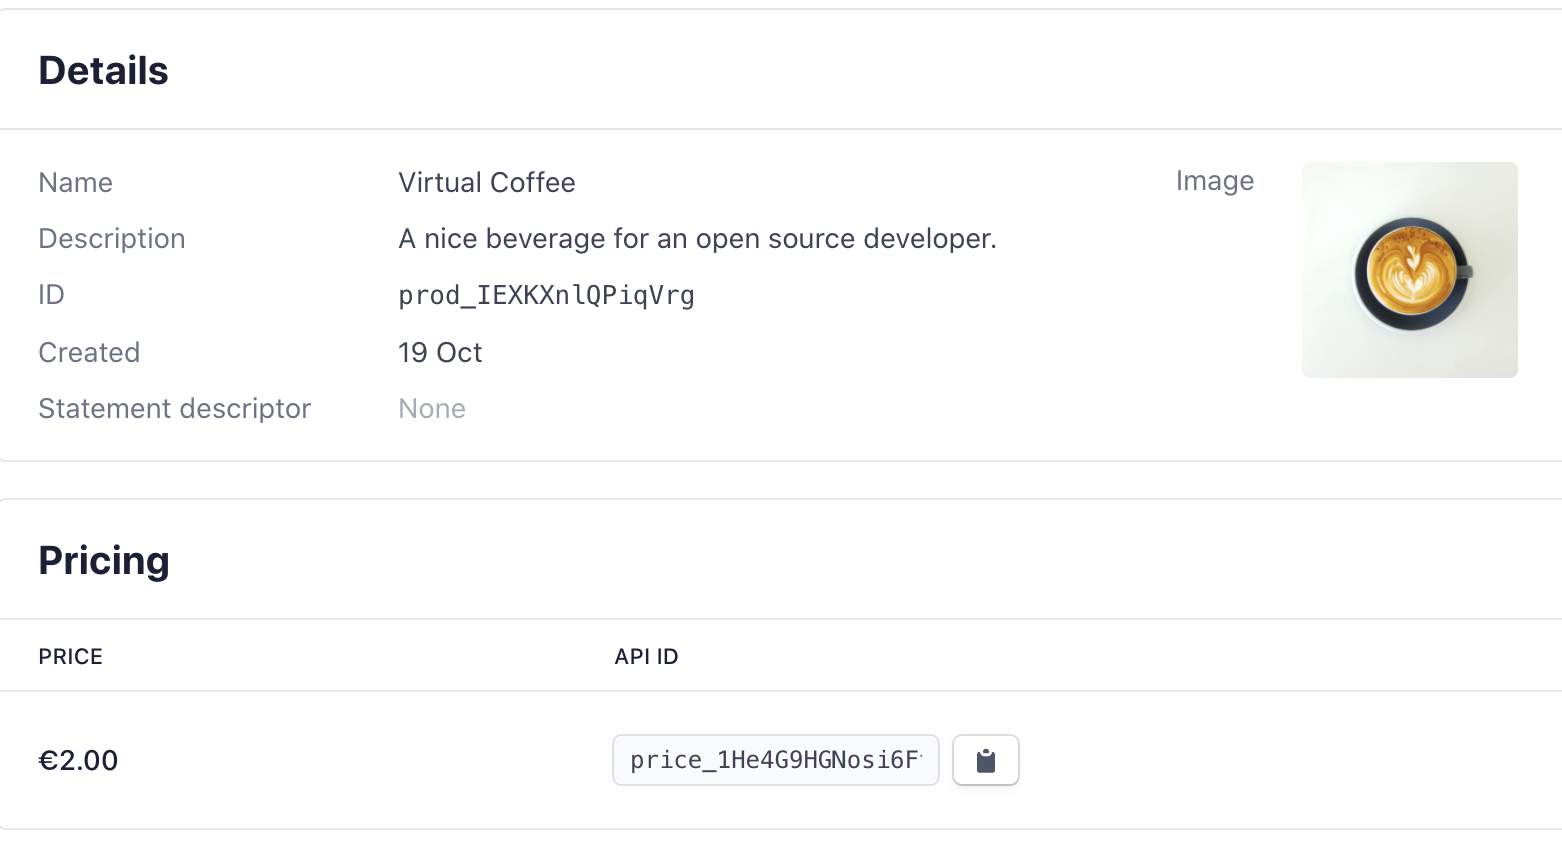 Details
Name Virtual Coffee Image
Description A nice beverage for an open source developer.
ID prod_IEXKXnlQPiqVrg
Created 19 Oct
Statement descriptor None
Pricing
PRICE API ID
€2.00 price_1He4G9HGNosi6F